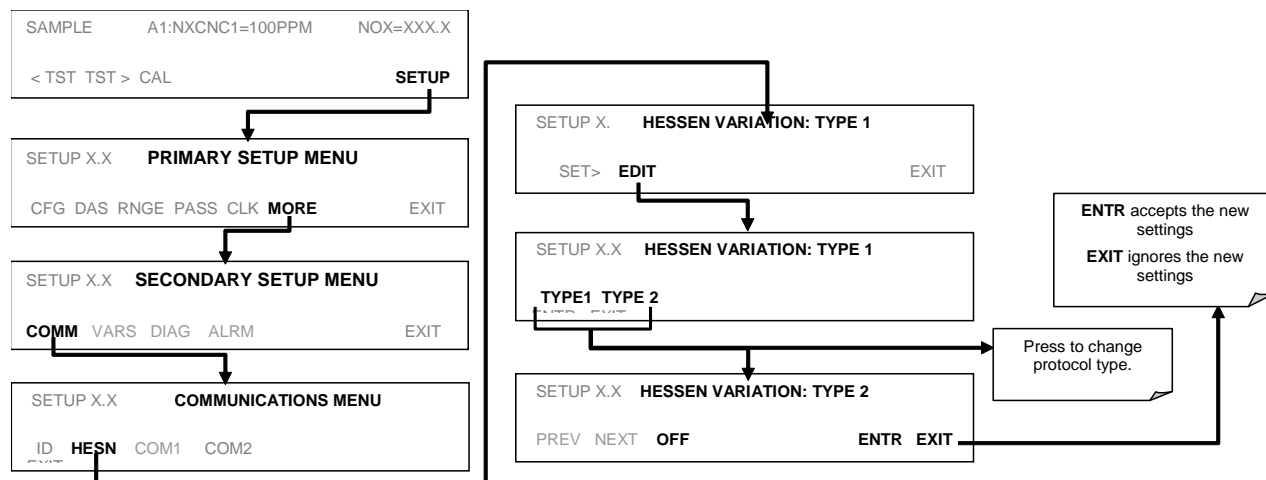 SAMPLE A1:NXCNC1=100PPM NOX=XXX.X
< TST TST > CAL SETUP
SETUP X.X PRIMARY SETUP MENU
CFG DAS RNGE PASS CLK MORE EXIT
SETUP X.X SECONDARY SETUP MENU
COMM VARS DIAG ALRM EXIT
SETUP X.X COMMUNICATIONS MENU
ID HESN COM1 COM2
EXIT
SETUP X. HESSEN VARIATION: TYPE 1
SET> EDIT EXIT
SETUP X.X HESSEN VARIATION: TYPE 1
TYPE1 TYPE 2
ENTR EXIT
SETUP X.X HESSEN VARIATION: TYPE 2
PREV NEXT OFF ENTR EXIT
ENTR accepts the new
settings
EXIT ignores the new
settings
Press to change
protocol type.